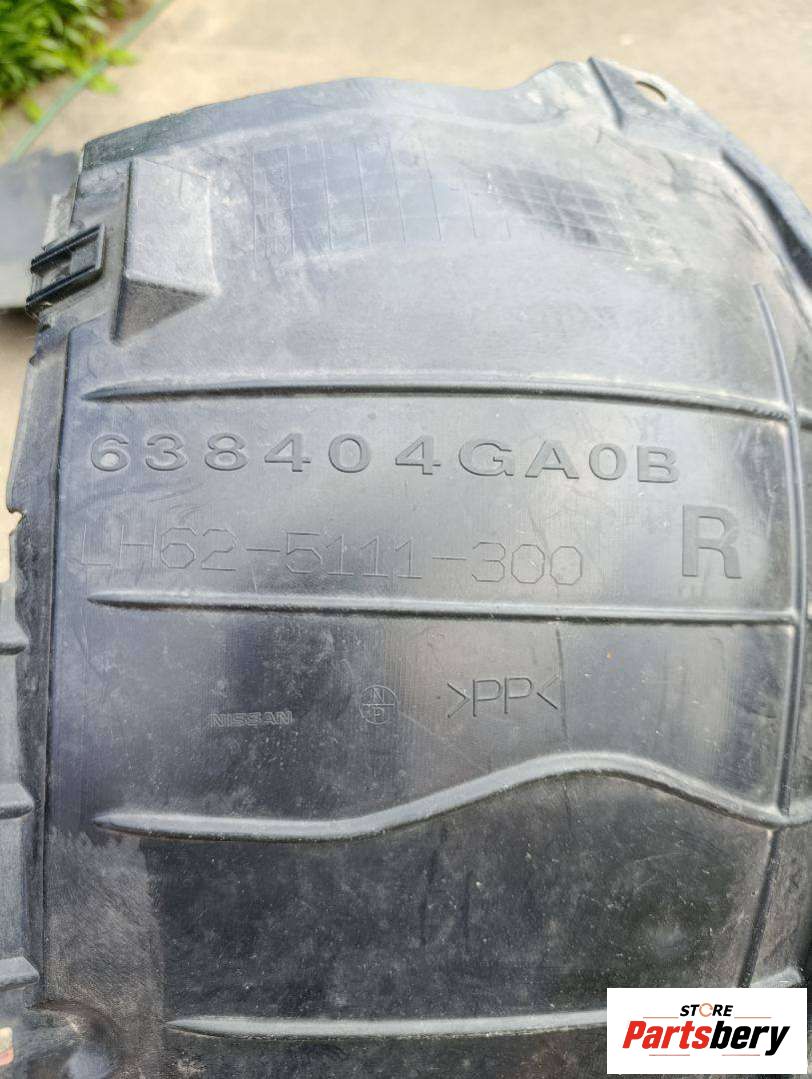 638404GA0B
LH62-5111-300
R
NISSAN
N
P
>PP<
STORE
Partsbery